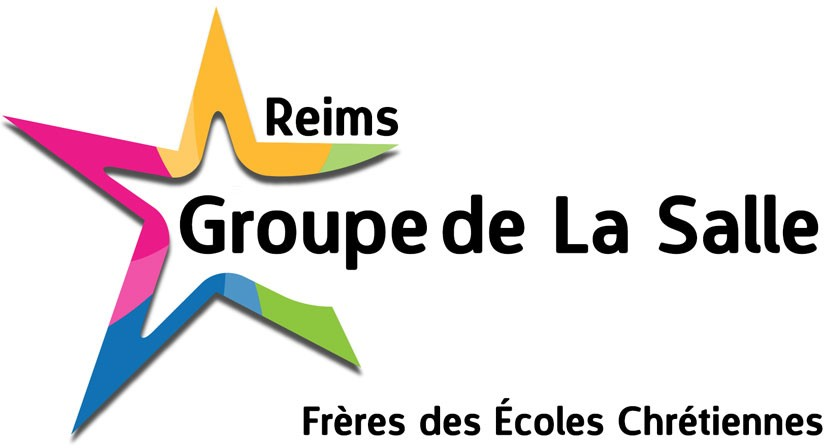 Reims
Groupe de La Salle
Frères des Écoles Chrétiennes